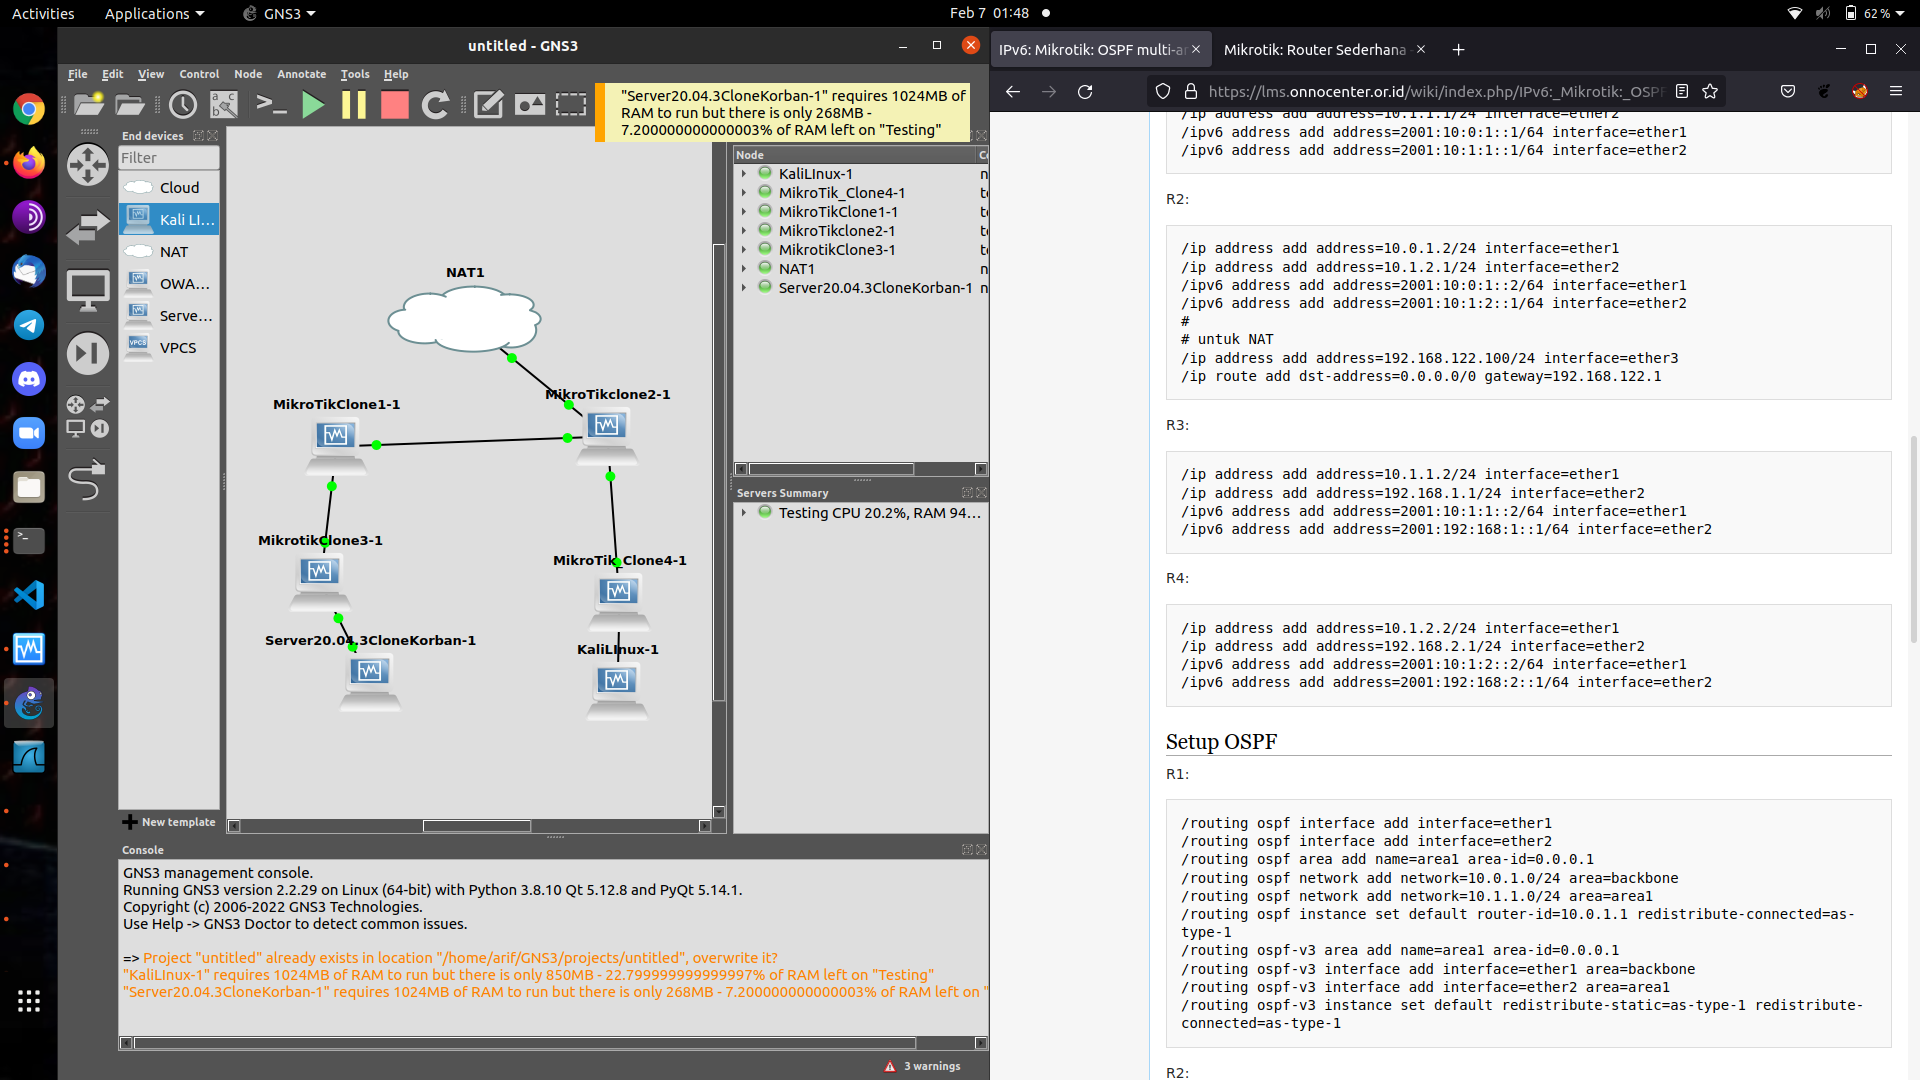 Activities
Applications
GNS3
Feb 7 01:48
62 %
untitled - GNS3
File Edit View Control Node Annotate Tools Help
"Server20.04.3CloneKorban-1" requires 1024MB of
RAM to run but there is only 268MB -
7.200000000000003% of RAM left on "Testing"
End devices
Filter
Cloud
Kali LI...
NAT
OWA...
Serve...
VPCS
New template
NAT1
MikroTikClone1-1
MikroTikclone2-1
MikrotikClone3-1
MikroTik_Clone4-1
Server20.04.3CloneKorban-1
KaliLInux-1
Node
KaliLInux-1
MikroTik_Clone4-1
MikroTikClone1-1
MikroTikclone2-1
MikrotikClone3-1
NAT1
Server20.04.3CloneKorban-1
Servers Summary
Testing CPU 20.2%, RAM 94...
Console
GNS3 management console.
Running GNS3 version 2.2.29 on Linux (64-bit) with Python 3.8.10 Qt 5.12.8 and PyQt 5.14.1.
Copyright (c) 2006-2022 GNS3 Technologies.
Use Help -> GNS3 Doctor to detect common issues.
=> Project "untitled" already exists in location "/home/arif/GNS3/projects/untitled", overwrite it?
"KaliLInux-1" requires 1024MB of RAM to run but there is only 850MB - 22.799999999999997% of RAM left on "Testing"
"Server20.04.3CloneKorban-1" requires 1024MB of RAM to run but there is only 268MB - 7.200000000000003% of RAM left on "
3 warnings
IPv6: Mikrotik: OSPF multi-ar
Mikrotik: Router Sederhana
https://lms.onnocenter.or.id/wiki/index.php/IPv6:_Mikrotik:_OSPF
/ip address add address=10.1.1.1/24 interface=ether2
/ipv6 address add address=2001:10:0:1::1/64 interface=ether1
/ipv6 address add address=2001:10:1:1::1/64 interface=ether2
R2:
/ip address add address=10.0.1.2/24 interface=ether1
/ip address add address=10.1.2.1/24 interface=ether2
/ipv6 address add address=2001:10:0:1::2/64 interface=ether1
/ipv6 address add address=2001:10:1:2::1/64 interface=ether2
#
# untuk NAT
/ip address add address=192.168.122.100/24 interface=ether3
/ip route add dst-address=0.0.0.0/0 gateway=192.168.122.1
R3:
/ip address add address=10.1.1.2/24 interface=ether1
/ip address add address=192.168.1.1/24 interface=ether2
/ipv6 address add address=2001:10:1:1::2/64 interface=ether1
/ipv6 address add address=2001:192:168:1::1/64 interface=ether2
R4:
/ip address add address=10.1.2.2/24 interface=ether1
/ip address add address=192.168.2.1/24 interface=ether2
/ipv6 address add address=2001:10:1:2::2/64 interface=ether1
/ipv6 address add address=2001:192:168:2::1/64 interface=ether2
Setup OSPF
R1:
/routing ospf interface add interface=ether1
/routing ospf interface add interface=ether2
/routing ospf area add name=area1 area-id=0.0.0.1
/routing ospf network add network=10.0.1.0/24 area=backbone
/routing ospf network add network=10.1.1.0/24 area=area1
/routing ospf instance set default router-id=10.0.1.1 redistribute-connected=as-
type-1
/routing ospf-v3 area add name=area1 area-id=0.0.0.1
/routing ospf-v3 interface add interface=ether1 area=backbone
/routing ospf-v3 interface add interface=ether2 area=area1
/routing ospf-v3 instance set default redistribute-static=as-type-1 redistribute-
connected=as-type-1
R2: